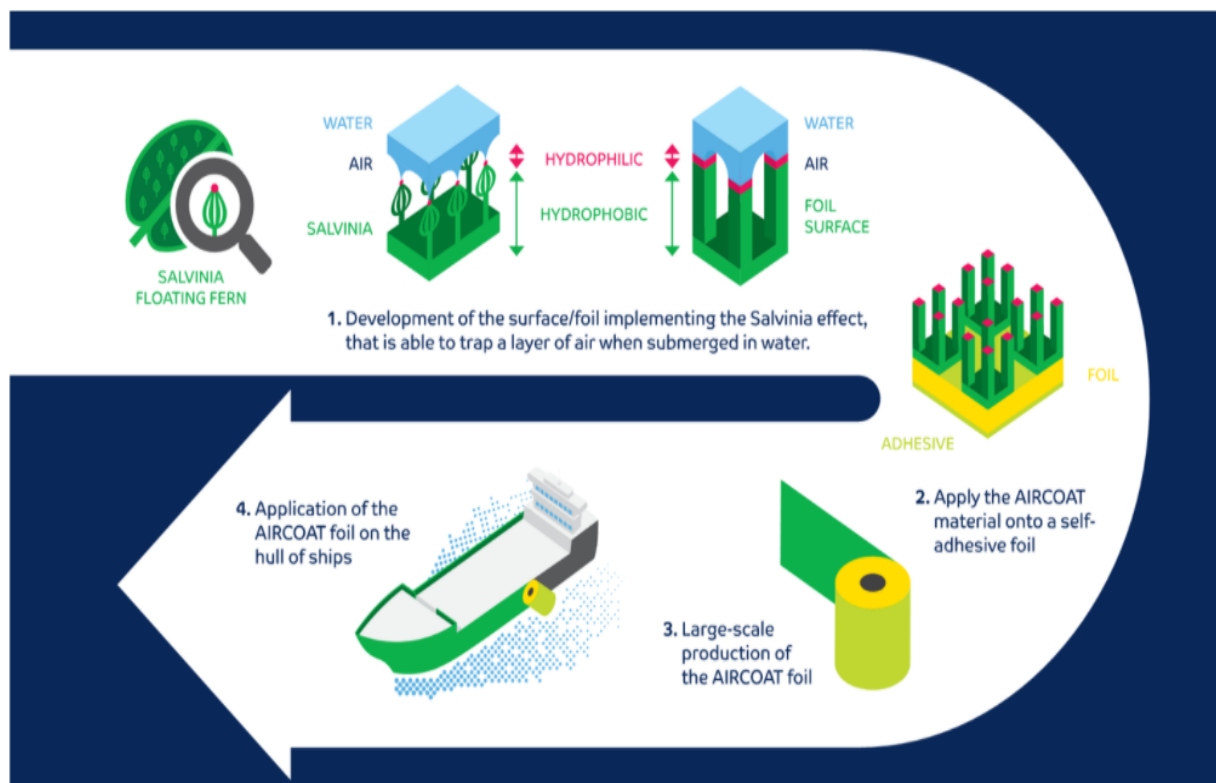 WATER
AIR
SALVINIA
HYDROPHILIC
HYDROPHOBIC
WATER
AIR
FOIL
SURFACE
SALVINIA
FLOATING FERN
1. Development of the surface/foil implementing the Salvinia effect,
that is able to trap a layer of air when submerged in water.
FOIL
ADHESIVE
2. Apply the AIRCOAT
material onto a self-
adhesive foil
3. Large-scale
production of
the AIRCOAT foil
4. Application of the
AIRCOAT foil on the
hull of ships